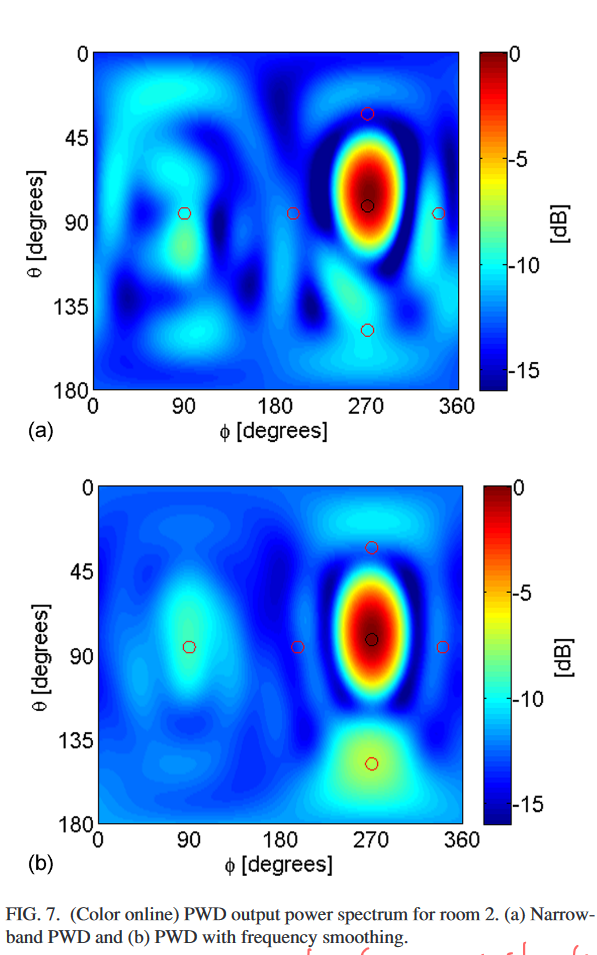 0
45
90
135
180
θ [degrees]
0 90 180 270 360
φ [degrees]
(a)
0
-5
-10
-15
[dB]
0
45
90
135
180
θ [degrees]
0 90 180 270 360
φ [degrees]
(b)
0
-5
-10
-15
[dB]
FIG. 7. (Color online) PWD output power spectrum for room 2. (a) Narrow-
band PWD and (b) PWD with frequency smoothing.